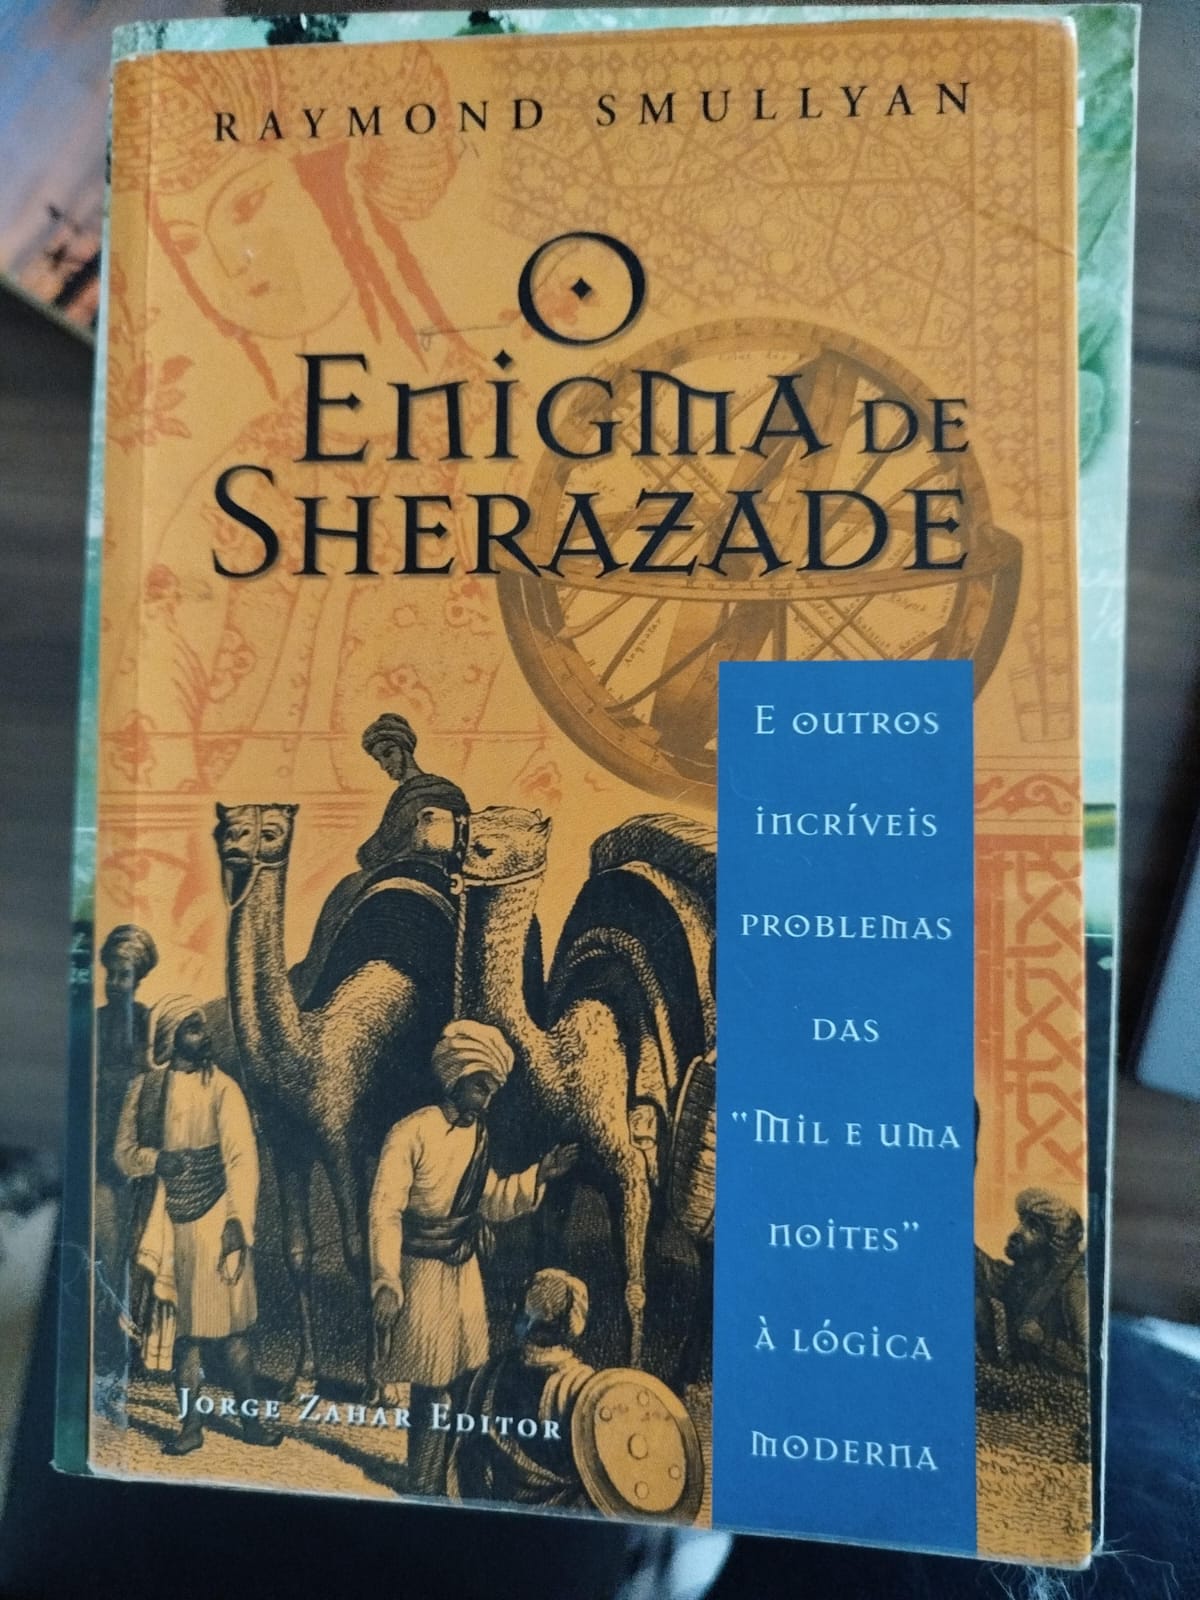 RAYMOND SMULLYAN
O
ENIGMA DE
SHERAZADE
E OUTROS
INCRÍVEIS
PROBLEMAS
DAS
“MIL E UMA
NOITES”
À LÓGICA
MODERNA
JORGE ZAHAR EDITOR